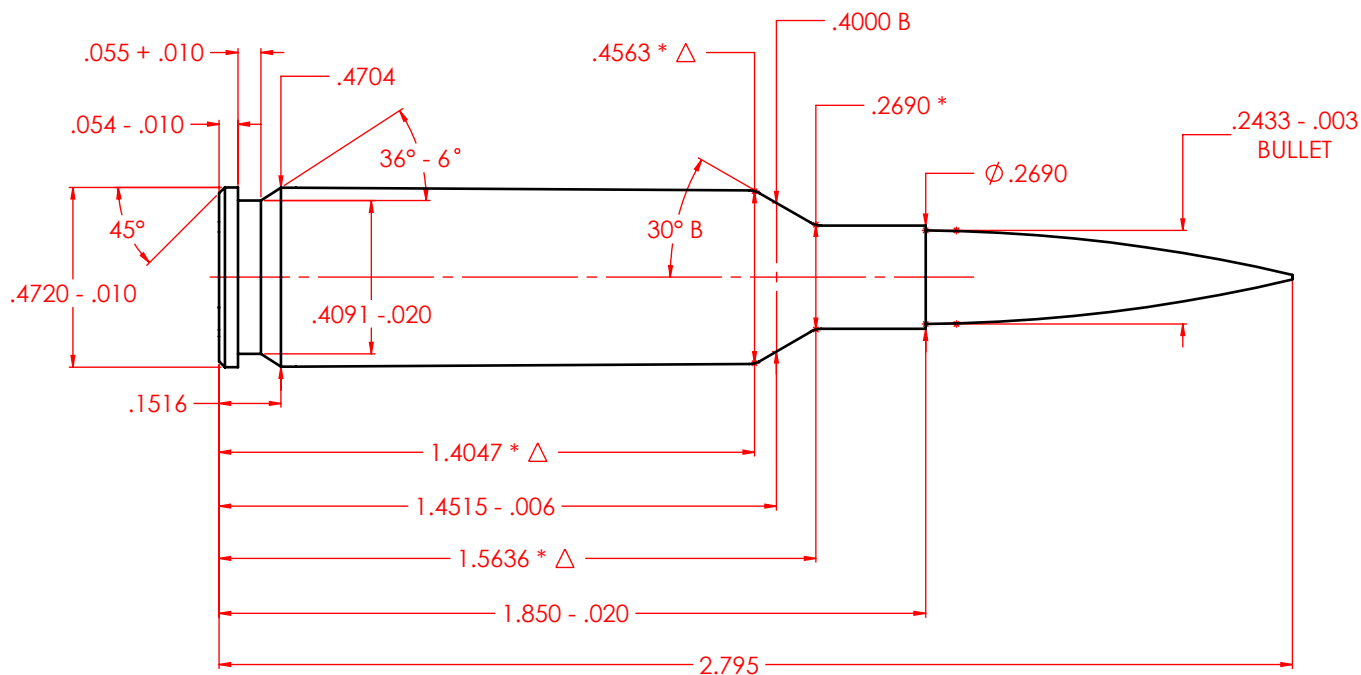 .4000 B
.055 + .010
.4563 * △
.4704
.2690 *
.2433 - .003
BULLET
.054 - .010
36° - 6°
Ø .2690
45°
30° B
.4720 - .010
.4091 -.020
.1516
1.4047 * △
1.4515 - .006
1.5636 * △
1.850 - .020
2.795